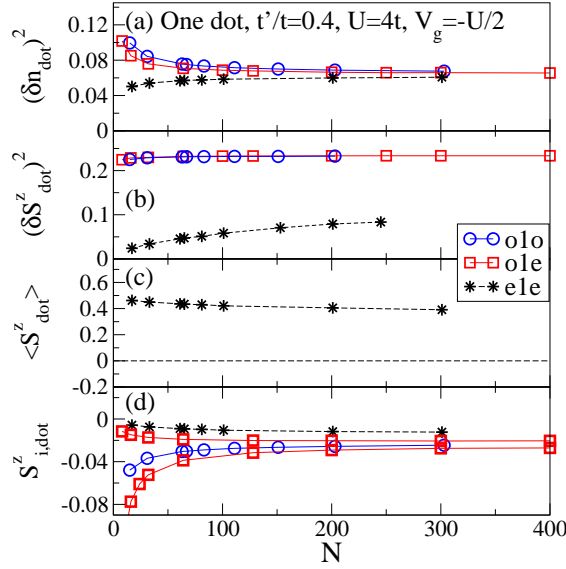 (a) One dot, t'/t=0.4, U=4t, V_g=-U/2
(δn_dot)^2
0.12
0.08
0.04
0
(b)
(δS^z_dot)^2
0.2
0.1
0
o1o
o1e
e1e
(c)
<S^z_dot>
0.6
0.4
0.2
0
-0.2
(d)
S^z_i,dot
0
-0.04
-0.08
0 100 200 300 400
N